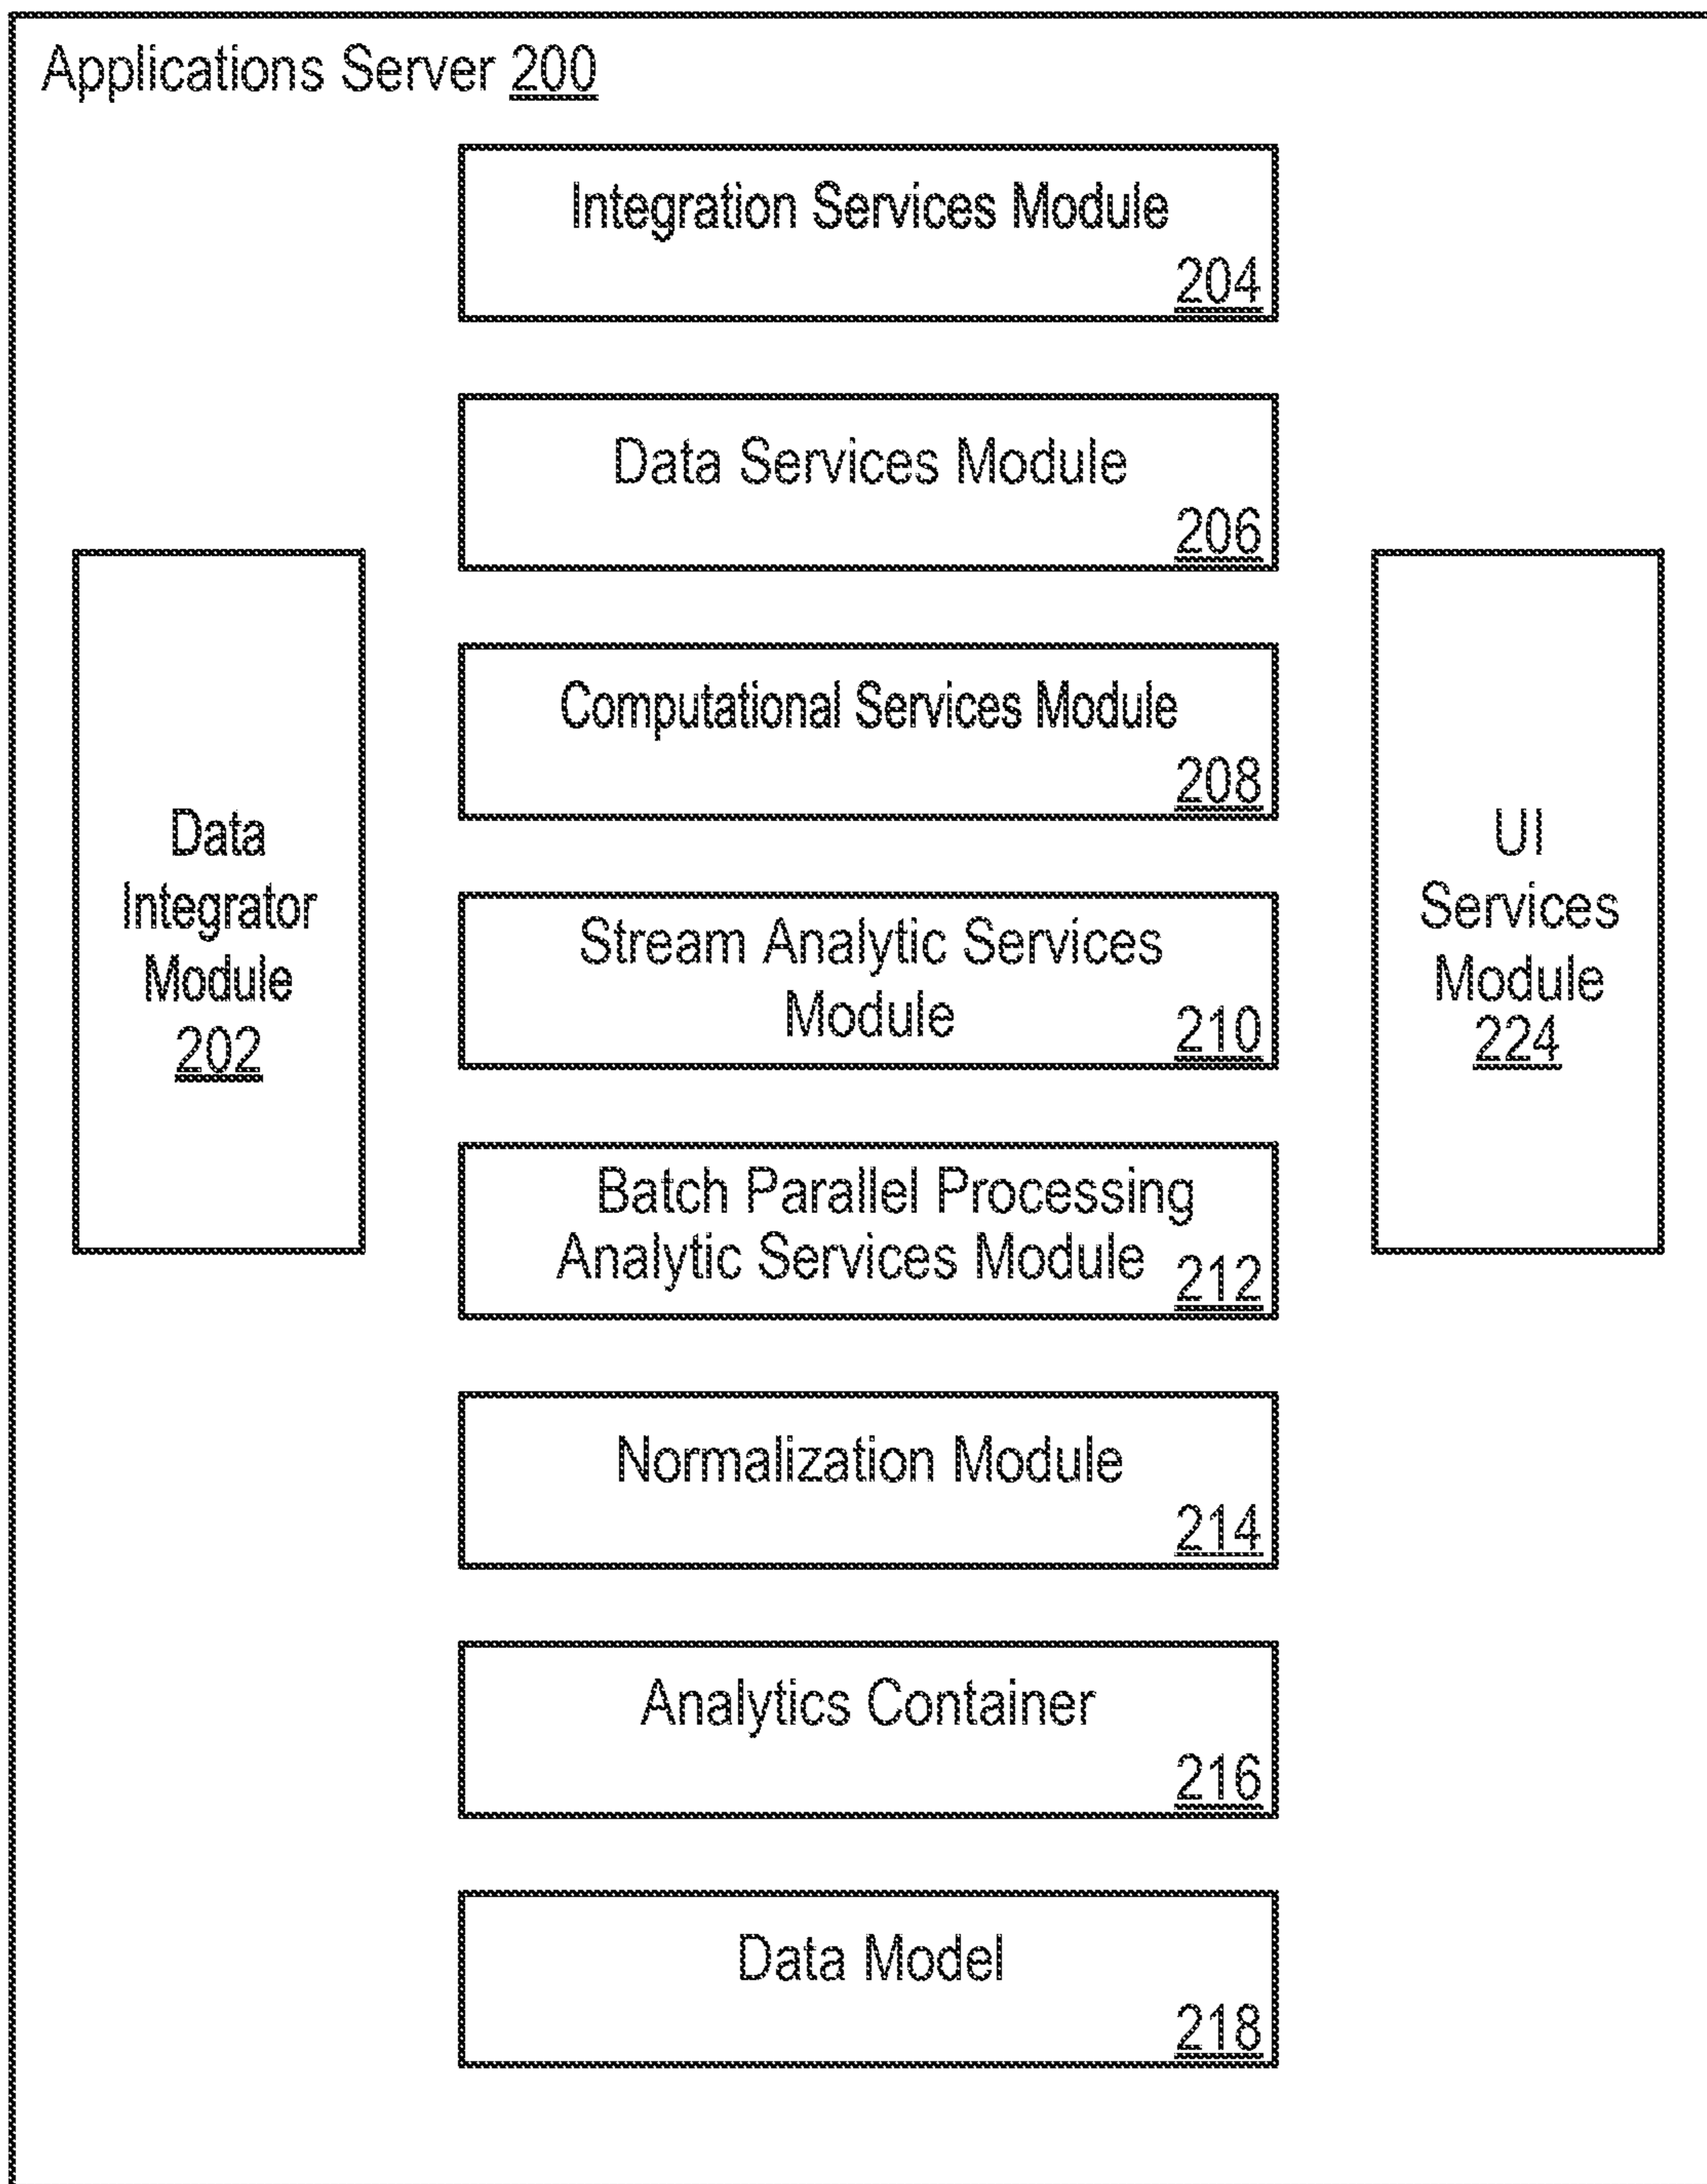 Applications Server 200
Integration Services Module
204
Data Services Module
206
Computational Services Module
208
Data
Integrator
Module
202
Stream Analytic Services
Module 210
UI
Services
Module
224
Batch Parallel Processing
Analytic Services Module 212
Normalization Module
214
Analytics Container
216
Data Model
218